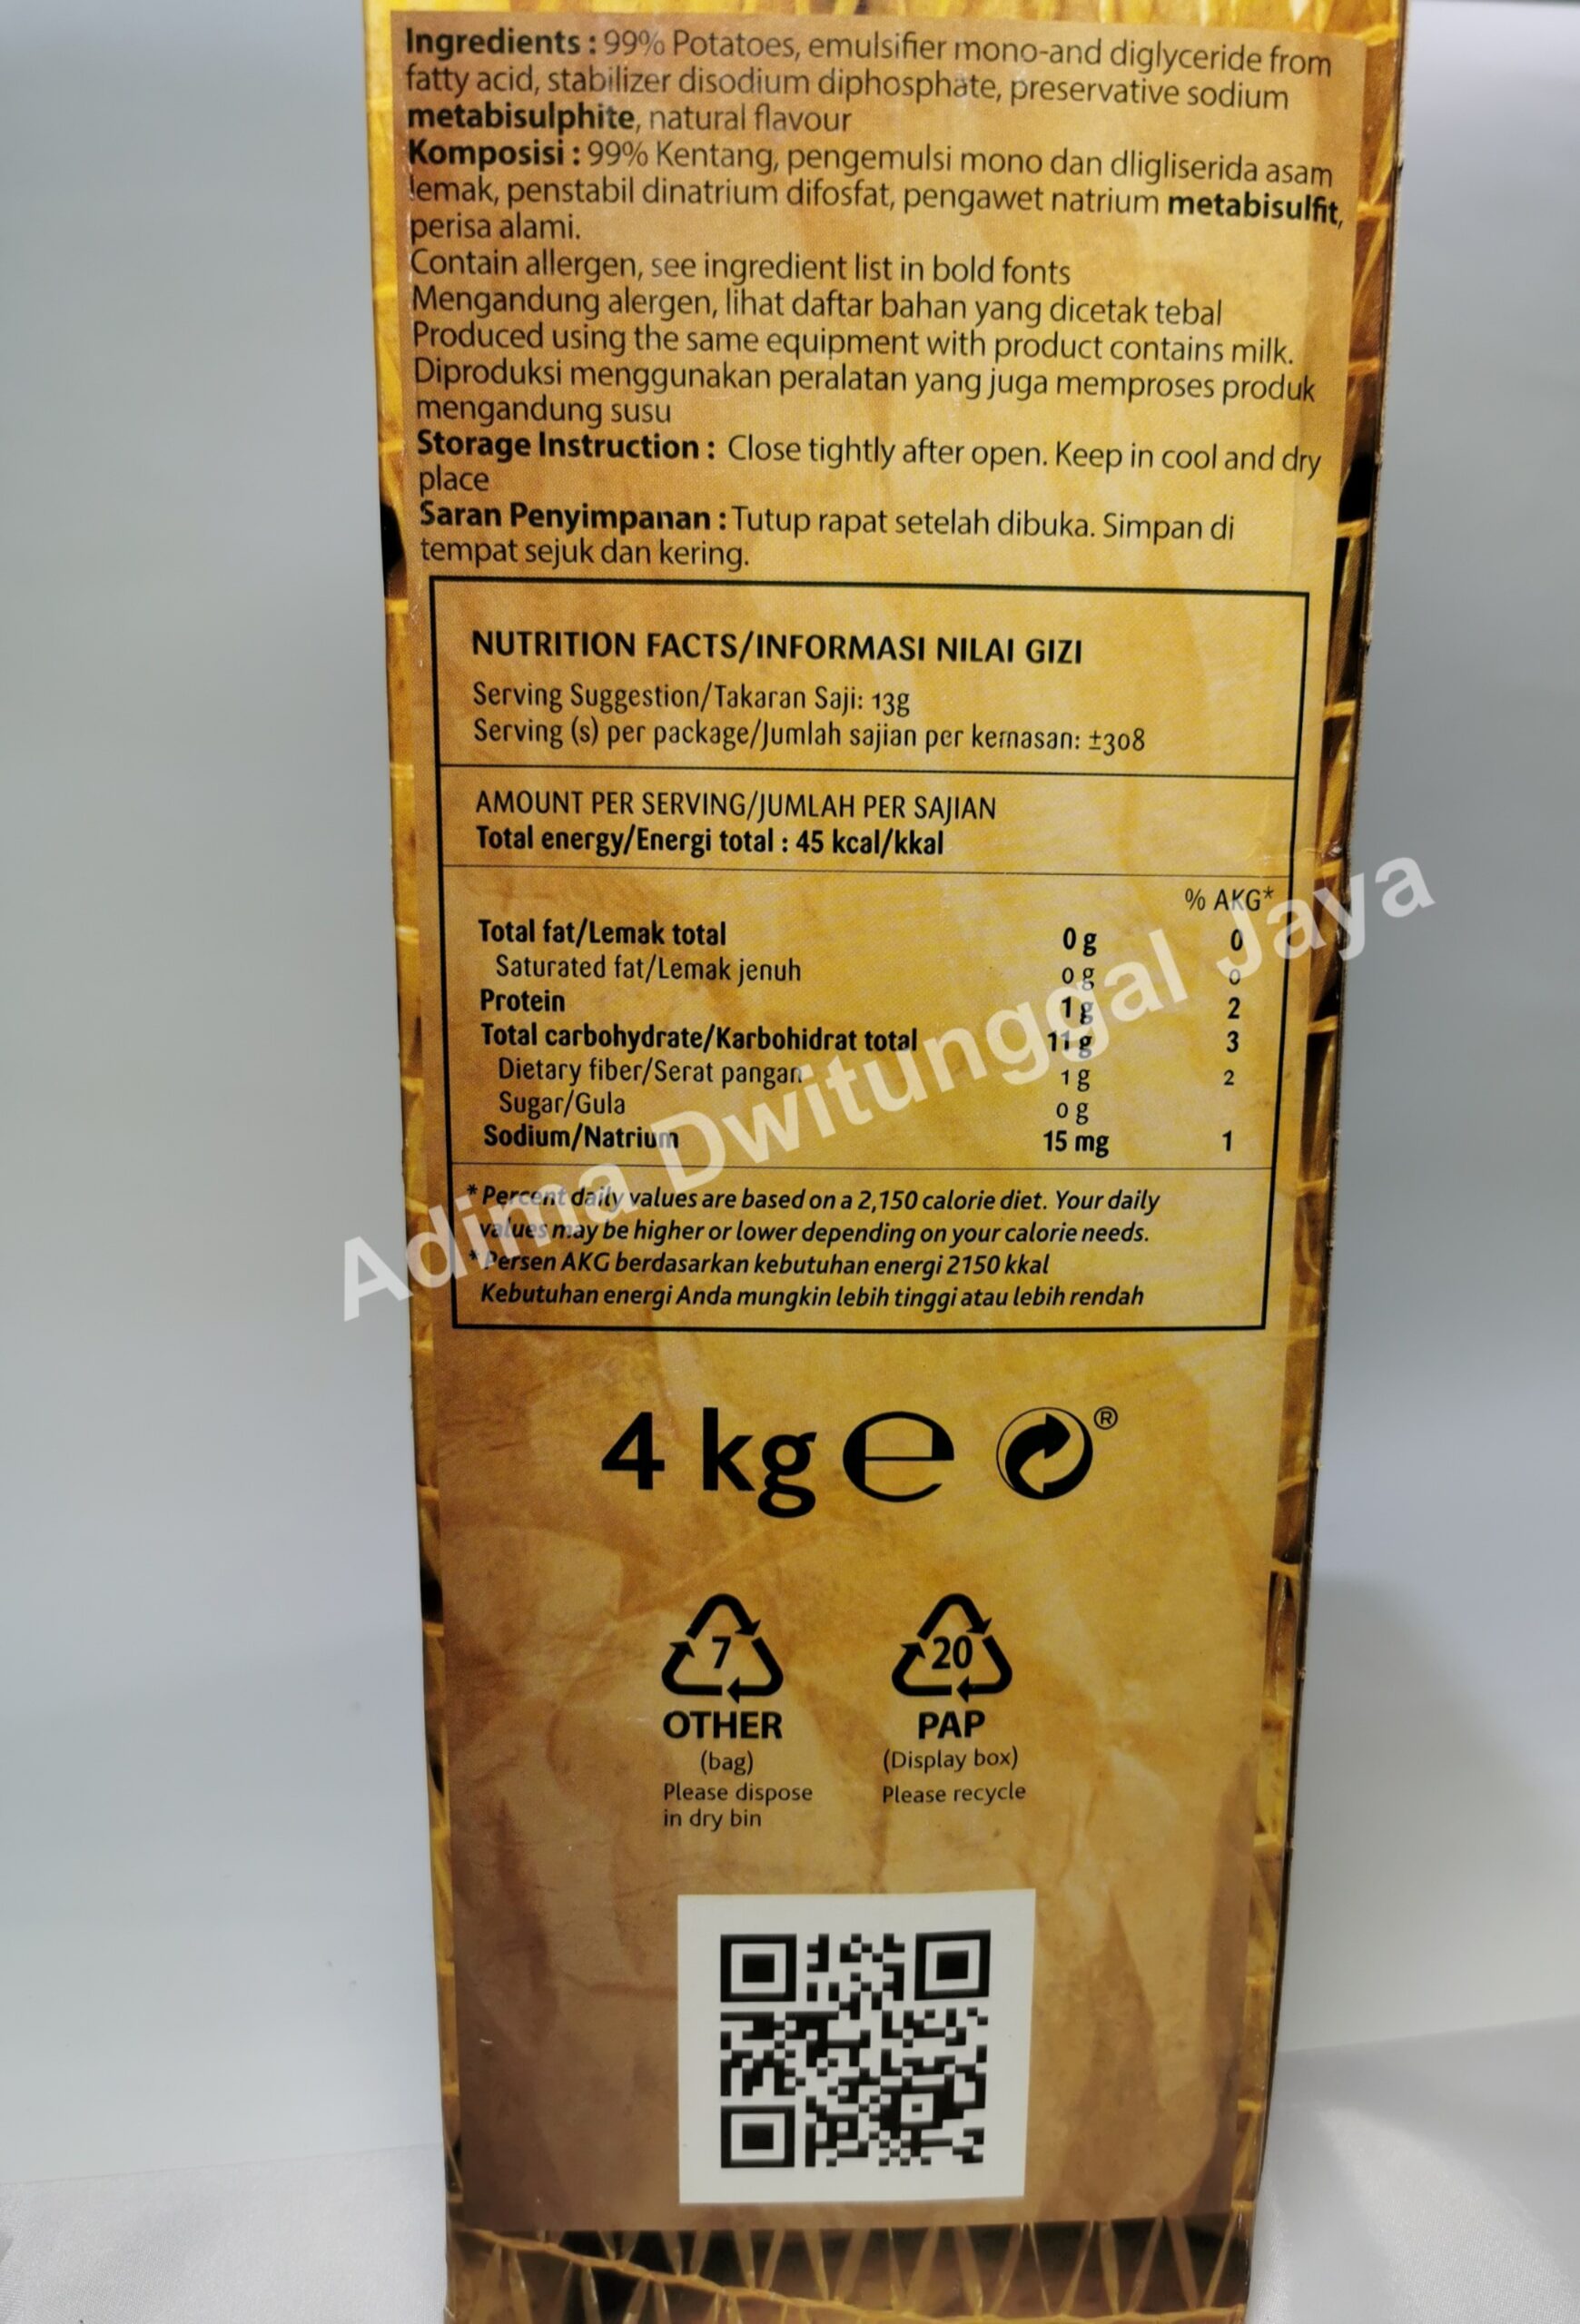 Ingredients : 99% Potatoes, emulsifier mono-and diglyceride from
fatty acid, stabilizer disodium diphosphate, preservative sodium
metabisulphite, natural flavour
Komposisi : 99% Kentang, pengemulsi mono dan dligliserida asam
lemak, penstabil dinatrium difosfat, pengawet natrium metabisulfit,
perisa alami.
Contain allergen, see ingredient list in bold fonts
Mengandung alergen, lihat daftar bahan yang dicetak tebal
Produced using the same equipment with product contains milk.
Diproduksi menggunakan peralatan yang juga memproses produk
mengandung susu
Storage Instruction : Close tightly after open. Keep in cool and dry
place
Saran Penyimpanan : Tutup rapat setelah dibuka. Simpan di
tempat sejuk dan kering.
NUTRITION FACTS/INFORMASI NILAI GIZI
Serving Suggestion/Takaran Saji: 13g
Serving (s) per package/Jumlah sajian per kemasan: ±308
AMOUNT PER SERVING/JUMLAH PER SAJIAN
Total energy/Energi total : 45 kcal/kkal
% AKG*
Total fat/Lemak total 0 g 0
Saturated fat/Lemak jenuh 0 g 0
Protein 1 g 2
Total carbohydrate/Karbohidrat total 11 g 3
Dietary fiber/Serat pangan 1 g 2
Sugar/Gula 0 g
Sodium/Natrium 15 mg 1
* Percent daily values are based on a 2,150 calorie diet. Your daily
values may be higher or lower depending on your calorie needs.
* Persen AKG berdasarkan kebutuhan energi 2150 kkal
Kebutuhan energi Anda mungkin lebih tinggi atau lebih rendah
Adima Dwitunggal Jaya
4 kg e ®
7 20
OTHER PAP
(bag) (Display box)
Please dispose Please recycle
in dry bin